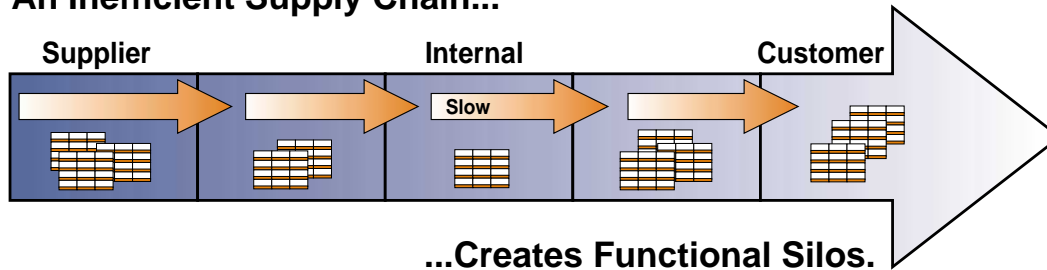 An Inefficient Supply Chain...
Supplier Internal Customer
Slow
...Creates Functional Silos.